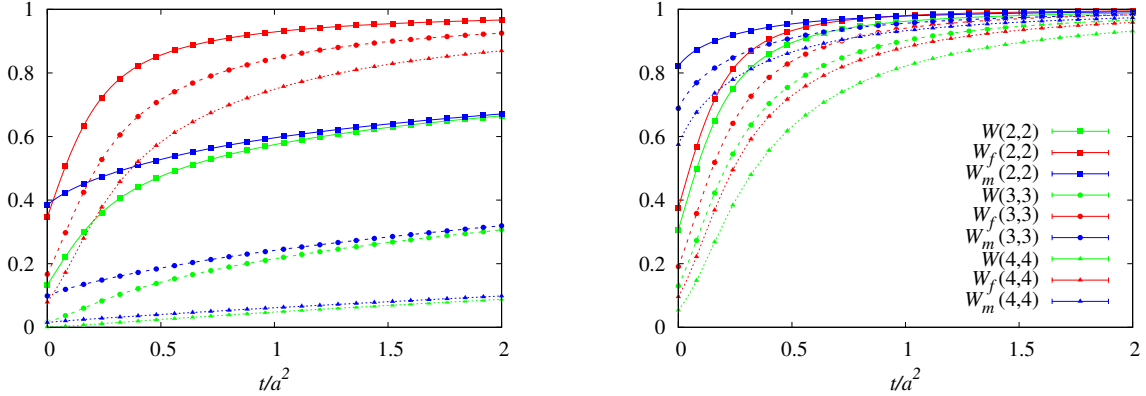 1
0.8
0.6
0.4
0.2
0
0
0.5
1
1.5
2
t/a²
1
0.8
0.6
0.4
0.2
0
0
0.5
1
1.5
2
t/a²
W(2,2)
W_f(2,2)
W_m(2,2)
W(3,3)
W_f(3,3)
W_m(3,3)
W(4,4)
W_f(4,4)
W_m(4,4)